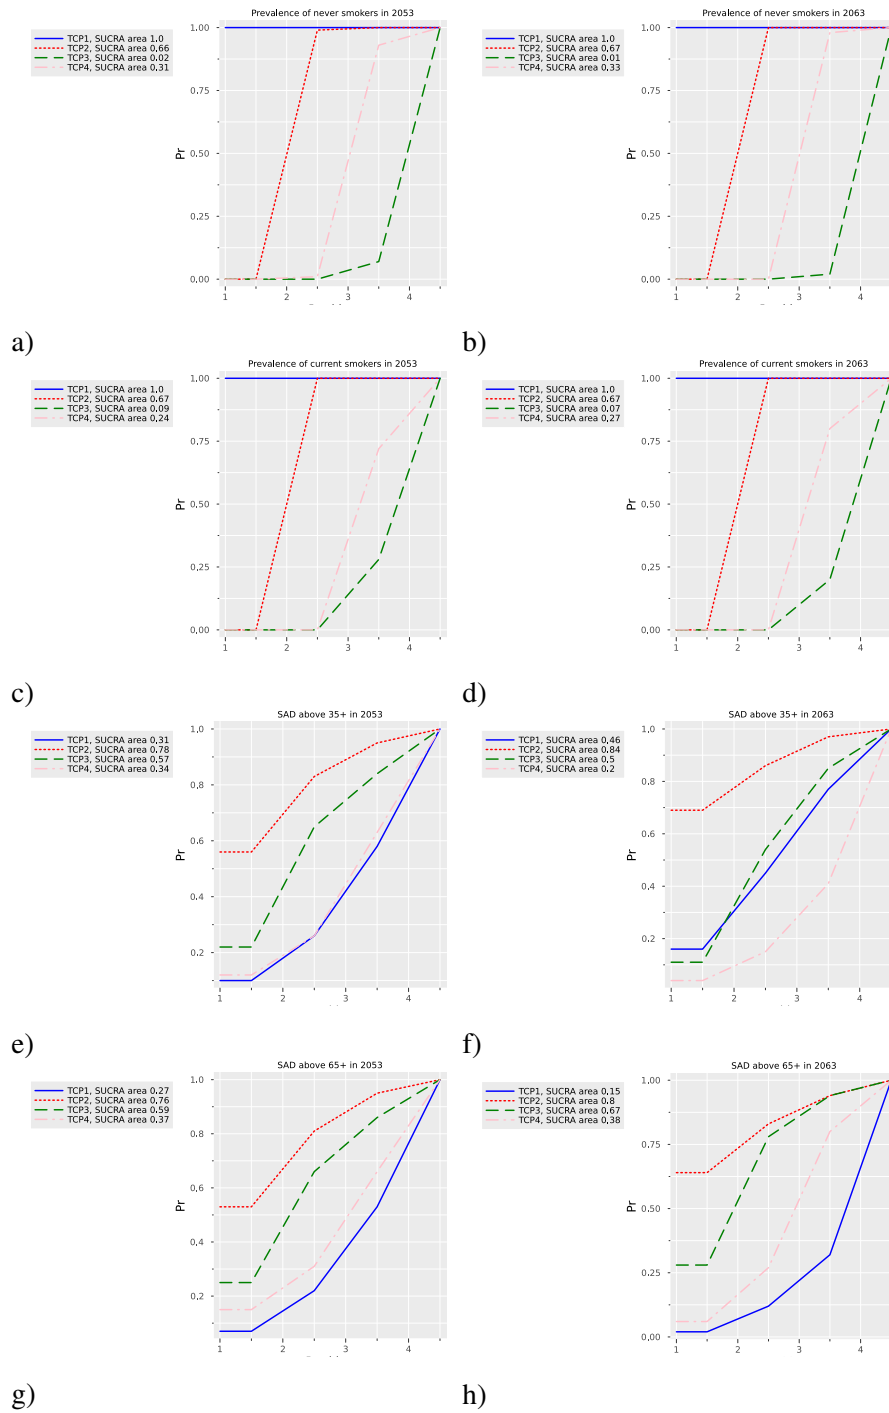 Prevalence of never smokers in 2053
TCP1, SUCRA area 1.0
TCP2, SUCRA area 0,66
TCP3, SUCRA area 0.02
TCP4, SUCRA area 0,31
1.00
0.75
0.50
0.25
0,00
Pr
1 2 3 4
a)
Prevalence of never smokers in 2063
TCP1, SUCRA area 1.0
TCP2, SUCRA area 0,67
TCP3, SUCRA area 0.01
TCP4, SUCRA area 0.33
1.00
0.75
0.50
0.25
0,00
Pr
1 2 3 4
b)
Prevalence of current smokers in 2053
TCP1, SUCRA area 1.0
TCP2, SUCRA area 0.67
TCP3, SUCRA area 0.09
TCP4, SUCRA area 0,24
1.00
0.75
0.50
0.25
0,00
Pr
1 2 3 4
c)
Prevalence of current smokers in 2063
TCP1, SUCRA area 1.0
TCP2, SUCRA area 0.67
TCP3, SUCRA area 0.07
TCP4, SUCRA area 0,27
1.00
0.75
0.50
0.25
0,00
Pr
1 2 3 4
d)
SAD above 35+ in 2053
TCP1, SUCRA area 0,31
TCP2, SUCRA area 0.78
TCP3, SUCRA area 0,57
TCP4, SUCRA area 0.34
1,0
0.8
0.6
0.4
0.2
Pr
1 2 3 4
e)
SAD above 35+ in 2063
TCP1, SUCRA area 0,46
TCP2, SUCRA area 0.84
TCP3, SUCRA area 0,5
TCP4, SUCRA area 0.2
1,0
0.8
0.6
0.4
0.2
Pr
1 2 3 4
f)
SAD above 65+ in 2053
TCP1, SUCRA area 0.27
TCP2, SUCRA area 0.76
TCP3, SUCRA area 0.59
TCP4, SUCRA area 0.37
1.0
0.8
0.6
0.4
0.2
Pr
1 2 3 4
g)
SAD above 65+ in 2063
TCP1, SUCRA area 0,15
TCP2, SUCRA area 0.8
TCP3, SUCRA area 0.67
TCP4, SUCRA area 0,38
1.00
0.75
0.50
0.25
0,00
Pr
1 2 3 4
h)